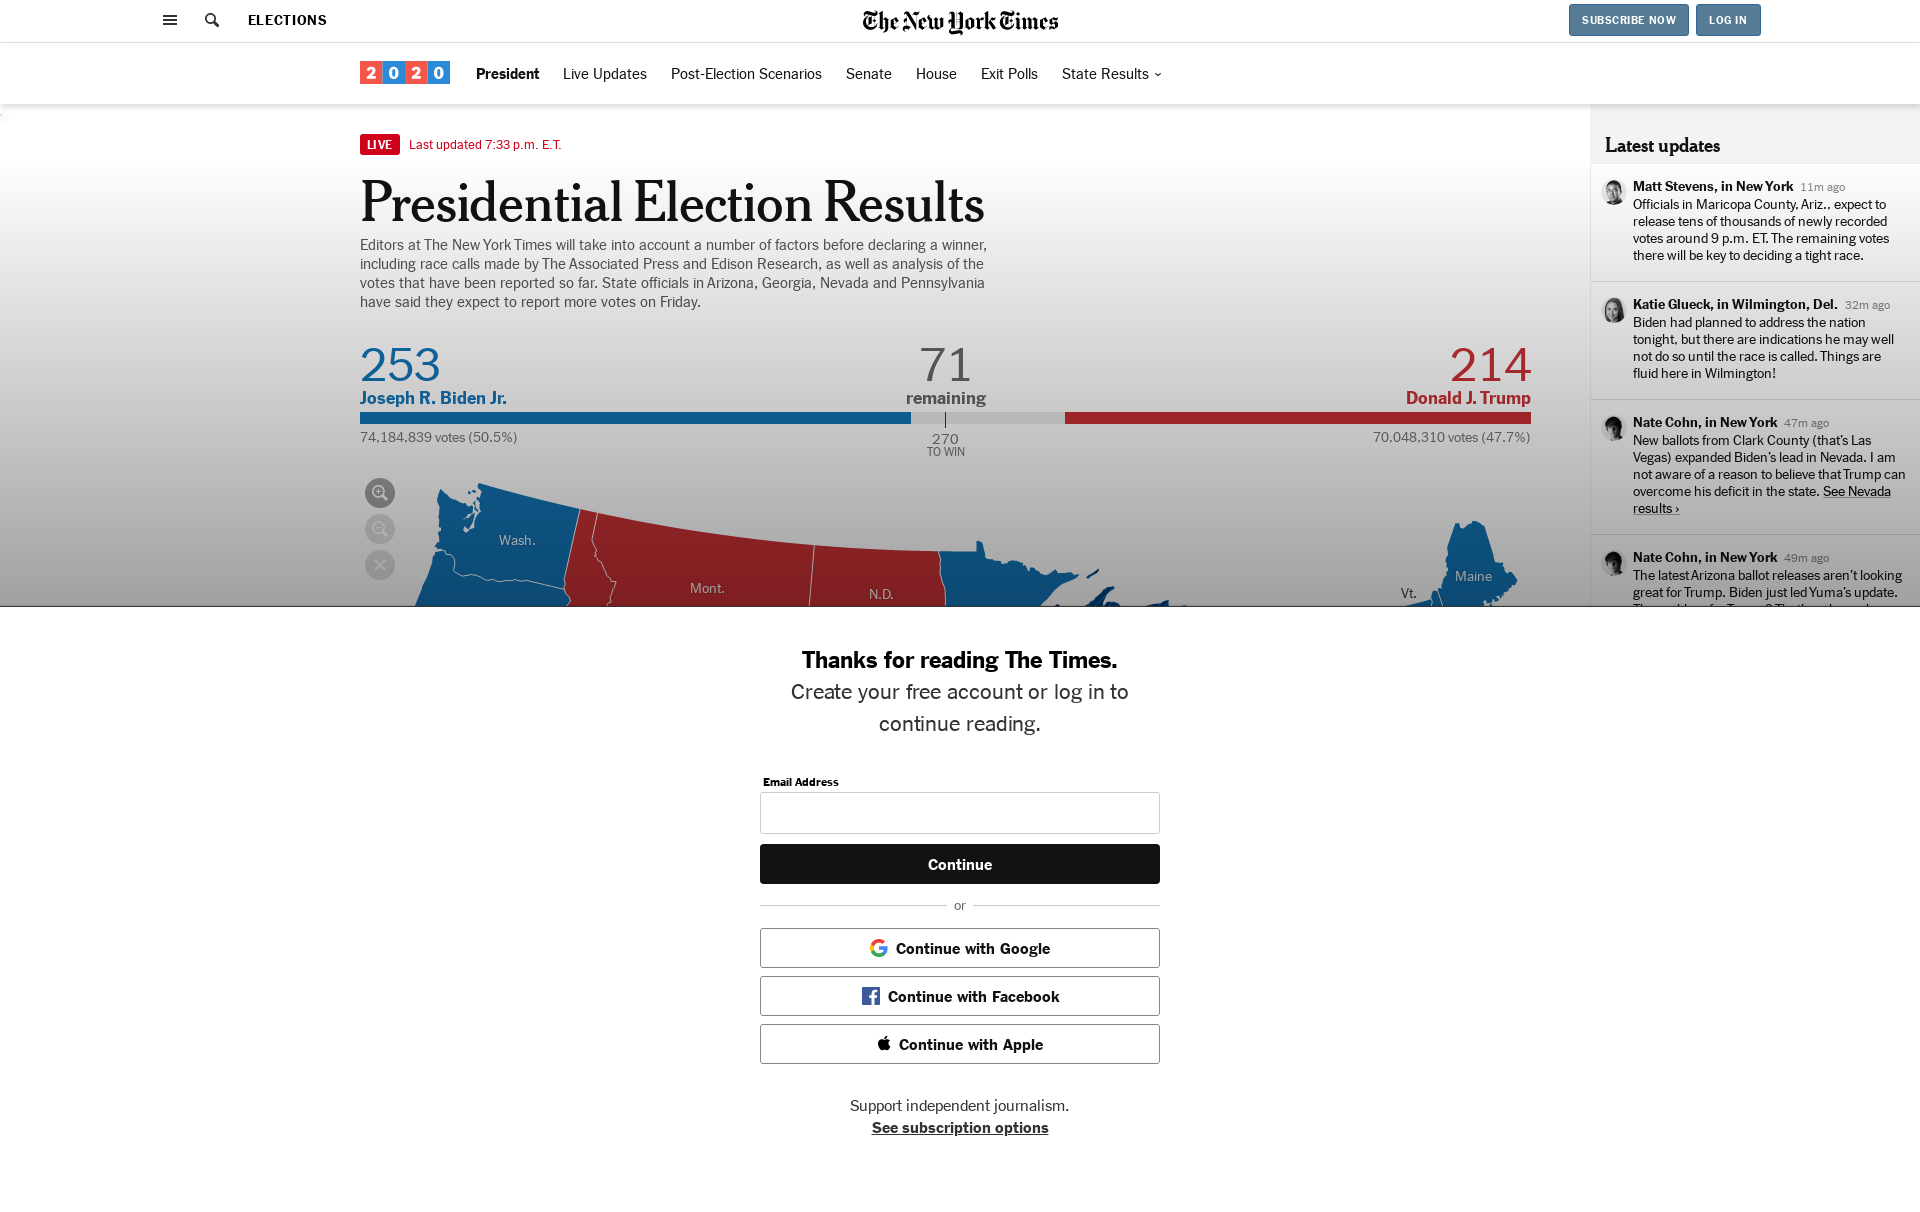 ELECTIONS
The New York Times
SUBSCRIBE NOW
LOG IN
2020
President
Live Updates
Post-Election Scenarios
Senate
House
Exit Polls
State Results
LIVE
Last updated 7:33 p.m. E.T.
Presidential Election Results
Editors at The New York Times will take into account a number of factors before declaring a winner,
including race calls made by The Associated Press and Edison Research, as well as analysis of the
votes that have been reported so far. State officials in Arizona, Georgia, Nevada and Pennsylvania
have said they expect to report more votes on Friday.
253
71
214
Joseph R. Biden Jr.
remaining
Donald J. Trump
74,184,839 votes (50.5%)
270
TO WIN
70,048,310 votes (47.7%)
Wash.
Mont.
N.D.
Vt.
Maine
Latest updates
Matt Stevens, in New York 11m ago
Officials in Maricopa County, Ariz., expect to
release tens of thousands of newly recorded
votes around 9 p.m. ET. The remaining votes
there will be key to deciding a tight race.
Katie Glueck, in Wilmington, Del. 32m ago
Biden had planned to address the nation
tonight, but there are indications he may well
not do so until the race is called. Things are
fluid here in Wilmington!
Nate Cohn, in New York 47m ago
New ballots from Clark County (that's Las
Vegas) expanded Biden's lead in Nevada. I am
not aware of a reason to believe that Trump can
overcome his deficit in the state. See Nevada
results ›
Nate Cohn, in New York 49m ago
The latest Arizona ballot releases aren't looking
great for Trump. Biden just led Yuma's update.
Thanks for reading The Times.
Create your free account or log in to
continue reading.
Email Address
Continue
or
Continue with Google
Continue with Facebook
Continue with Apple
Support independent journalism.
See subscription options